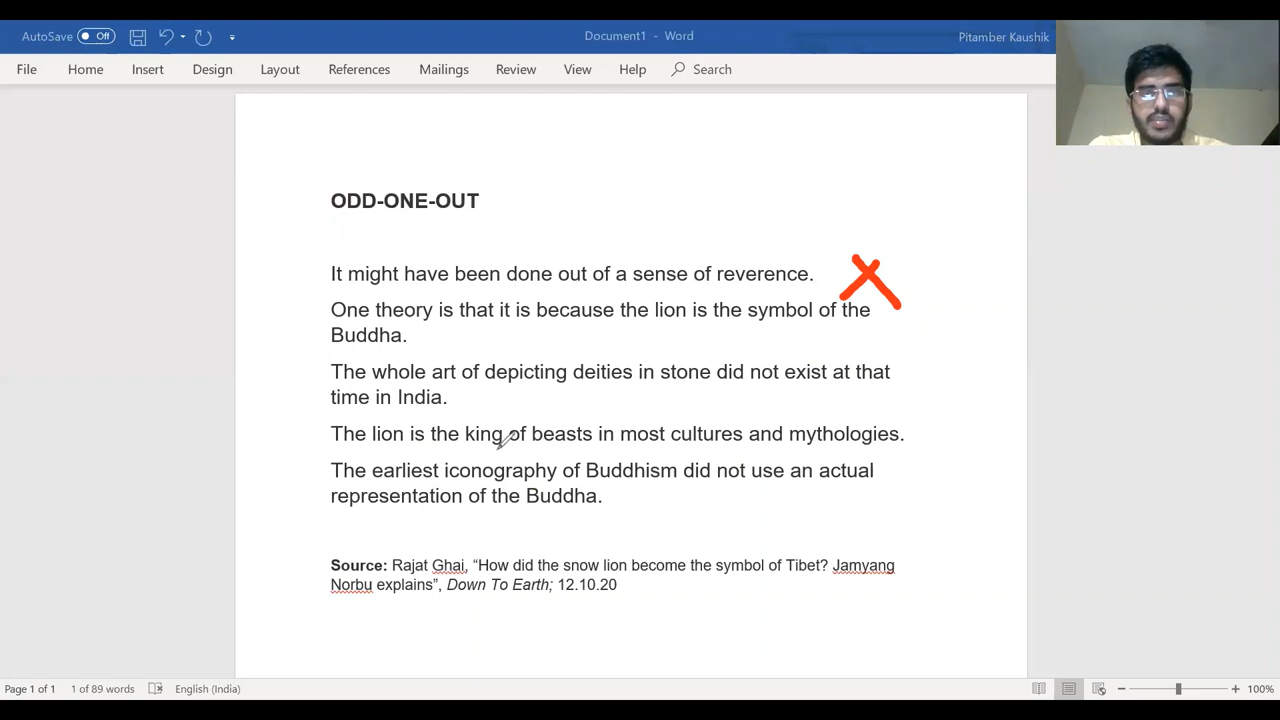 AutoSave Off Document1 - Word Pitamber Kaushik
File Home Insert Design Layout References Mailings Review View Help Search
ODD-ONE-OUT
It might have been done out of a sense of reverence.
One theory is that it is because the lion is the symbol of the
Buddha.
The whole art of depicting deities in stone did not exist at that
time in India.
The lion is the king of beasts in most cultures and mythologies.
The earliest iconography of Buddhism did not use an actual
representation of the Buddha.
Source: Rajat Ghai, “How did the snow lion become the symbol of Tibet? Jamyang
Norbu explains”, Down To Earth; 12.10.20
Page 1 of 1 1 of 89 words English (India) 100%